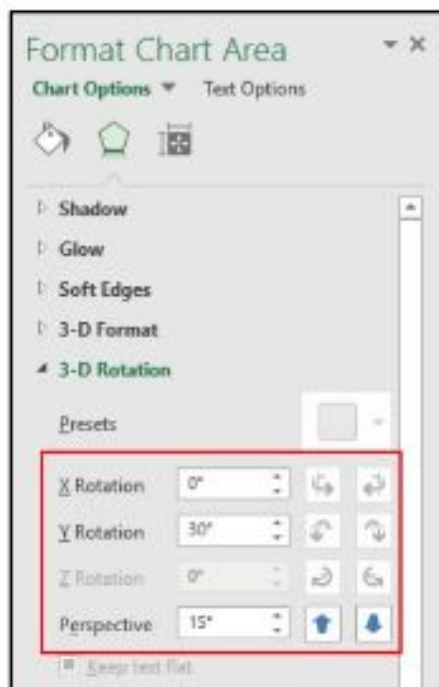 Format Chart Area
Chart Options Text Options
Shadow
Glow
Soft Edges
3-D Format
3-D Rotation
Presets
X Rotation 0°
Y Rotation 30°
Z Rotation 0°
Perspective 15°
Keep text flat